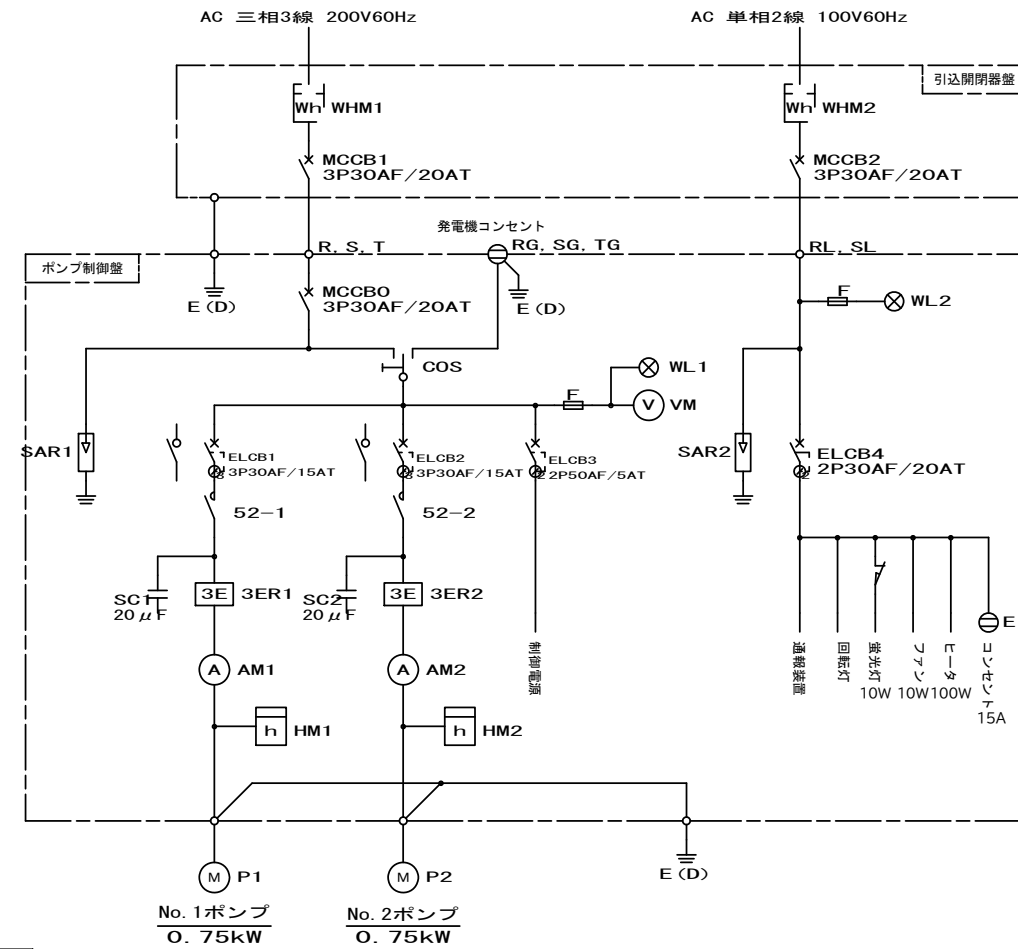 AC 三相3線 200V60Hz
AC 単相2線 100V60Hz
引込開閉器盤
Wh WHM1
Wh WHM2
MCCB1
3P30AF/20AT
MCCB2
3P30AF/20AT
発電機コンセント
R, S, T
RG, SG, TG
RL, SL
ポンプ制御盤
E(D)
MCCB0
3P30AF/20AT
E(D)
F
WL2
COS
WL1
F
V VM
SAR1
ELCB1
3P30AF/15AT
3
ELCB2
3P30AF/15AT
3
ELCB3
2P50AF/5AT
2
SAR2
ELCB4
2P30AF/20AT
2
52-1
52-2
SC1
20μF
3E 3ER1
SC2
20μF
3E 3ER2
E
制御電源
通報装置
回転灯
蛍光灯
10W
ファン
10W
ヒータ
100W
コンセント
15A
A AM1
A AM2
h HM1
h HM2
E(D)
M P1
M P2
No. 1ポンプ
0. 75kW
No. 2ポンプ
0. 75kW